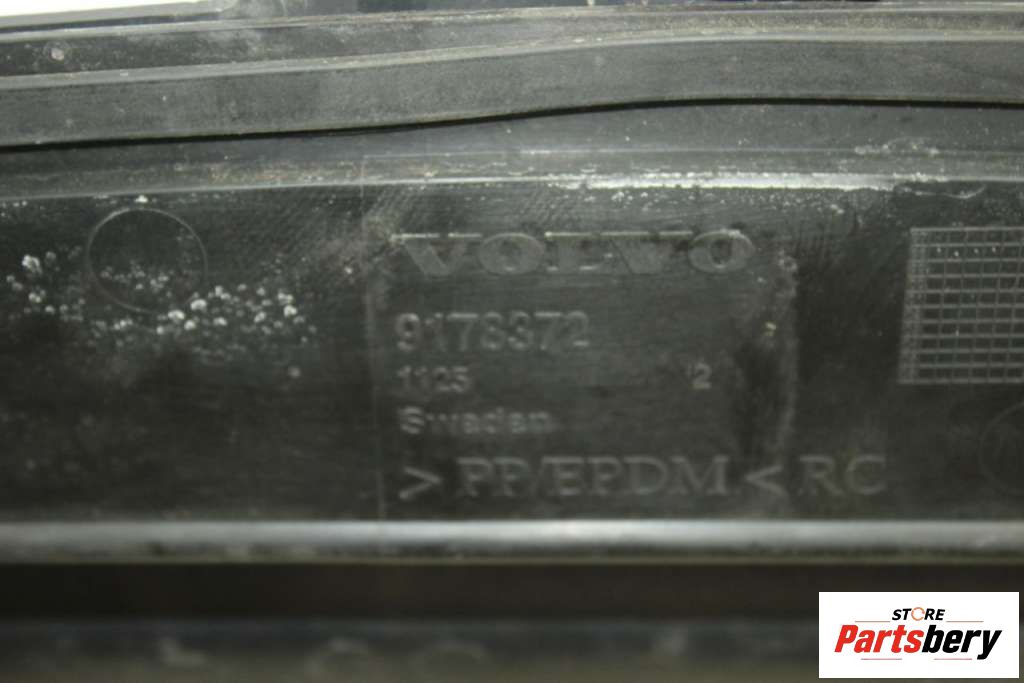 VOLVO
9178372
1125 2
Sweden
> PP/EPDM < RC
STORE
Partsbery